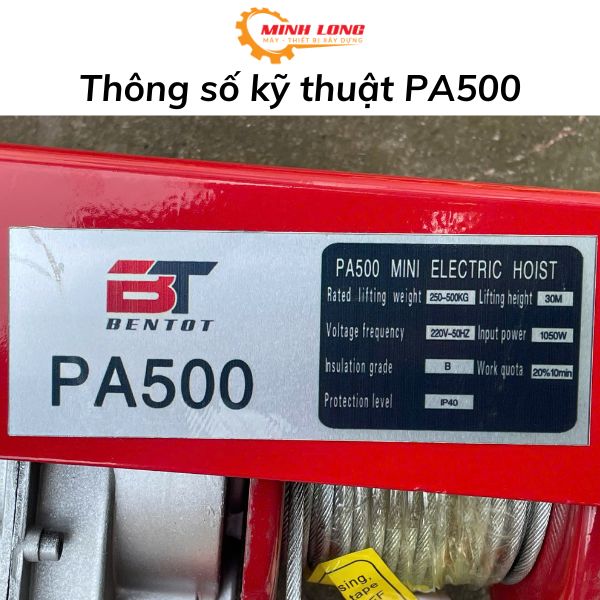 MINH LONG
MÁY - THIẾT BỊ XÂY DỰNG
Thông số kỹ thuật PA500
BT
BENTOT
PA500
PA500 MINI ELECTRIC HOIST
Rated lifting weight 250-500KG Lifting height 30M
Voltage frequency 220V-50HZ Input power 1050W
Insulation grade B Work quota 20%10min
Protection level IP40
sing,
tape